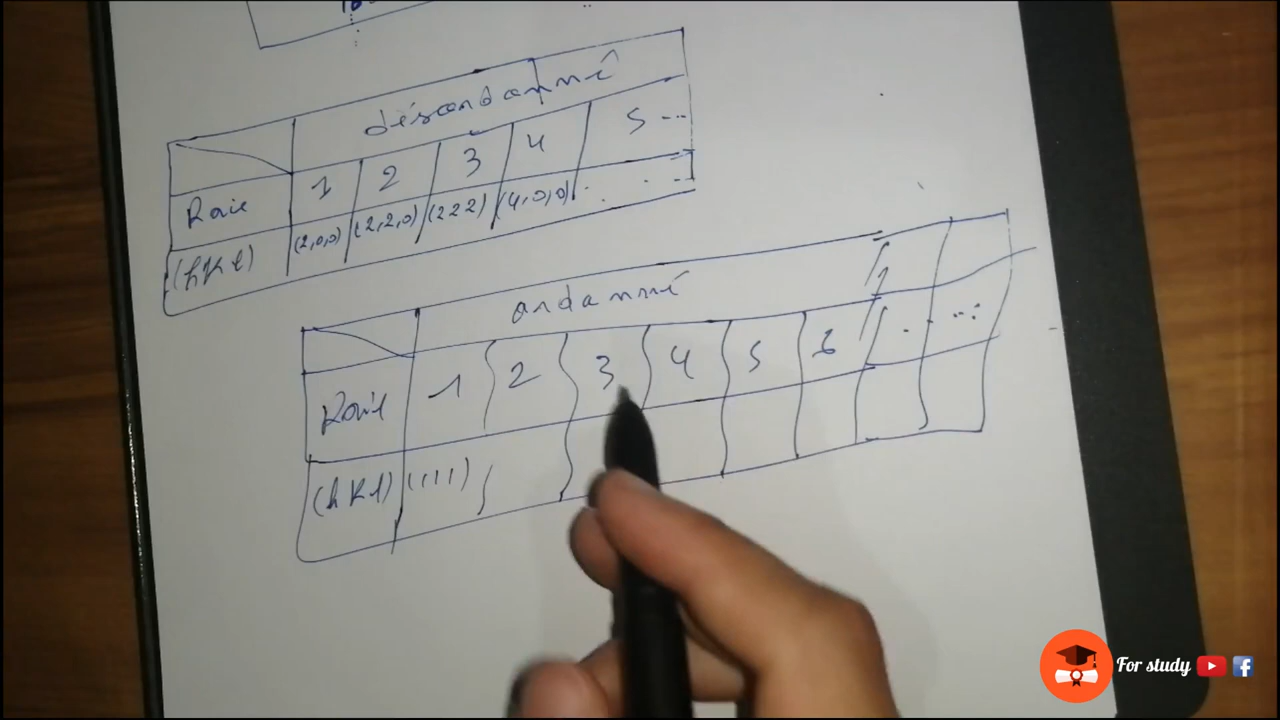 désordonné
Raie 1 2 3 4 5 ...
(hkl) (2,0,0) (2,2,0) (222) (4,0,0) . . ...
ordonné
Raie 1 2 3 4 5 6 . ...
(hkl) (111)
For study